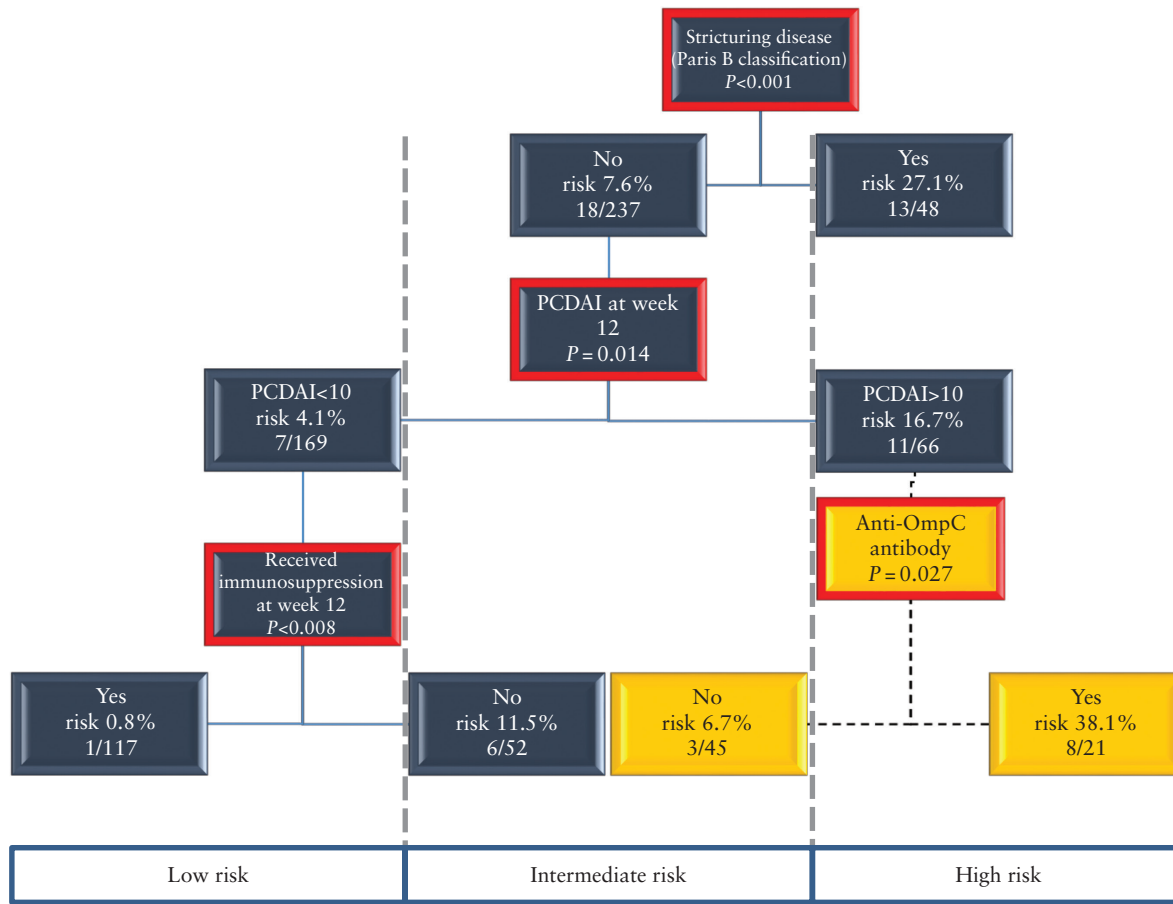 Stricturing disease
(Paris B classification)
P<0.001
No
risk 7.6%
18/237
Yes
risk 27.1%
13/48
PCDAI at week
12
P = 0.014
PCDAI<10
risk 4.1%
7/169
PCDAI>10
risk 16.7%
11/66
Received
immunosuppression
at week 12
P<0.008
Anti-OmpC
antibody
P = 0.027
Yes
risk 0.8%
1/117
No
risk 11.5%
6/52
No
risk 6.7%
3/45
Yes
risk 38.1%
8/21
Low risk
Intermediate risk
High risk